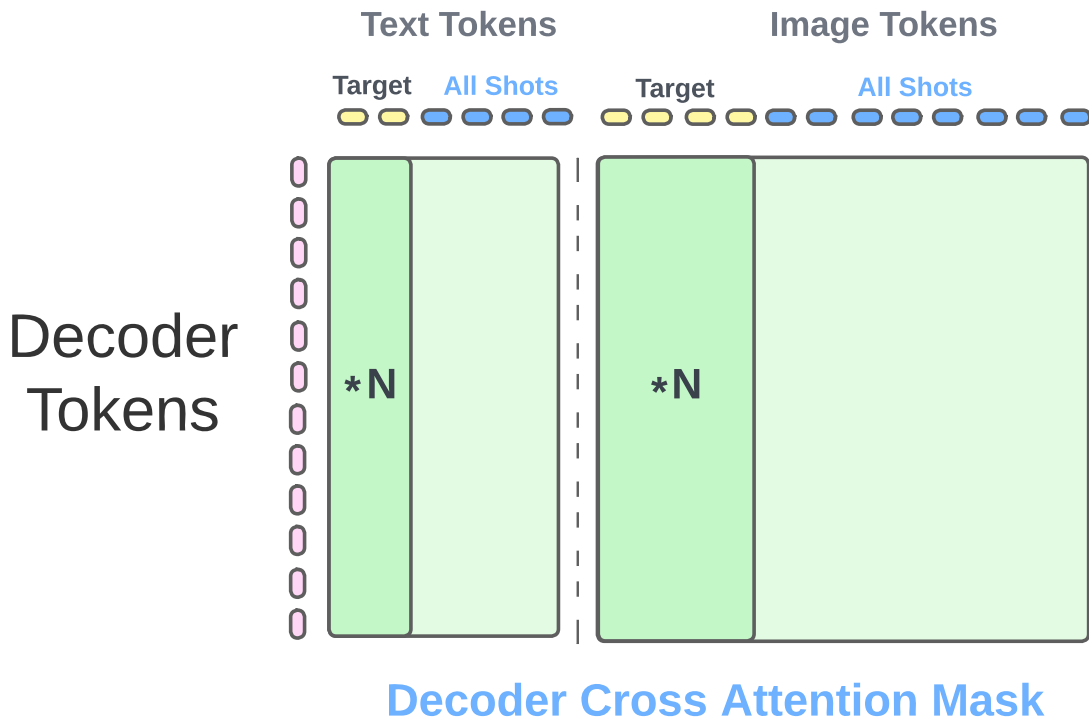 Text Tokens
Image Tokens
Target
All Shots
Target
All Shots
Decoder
Tokens
*N
*N
Decoder Cross Attention Mask